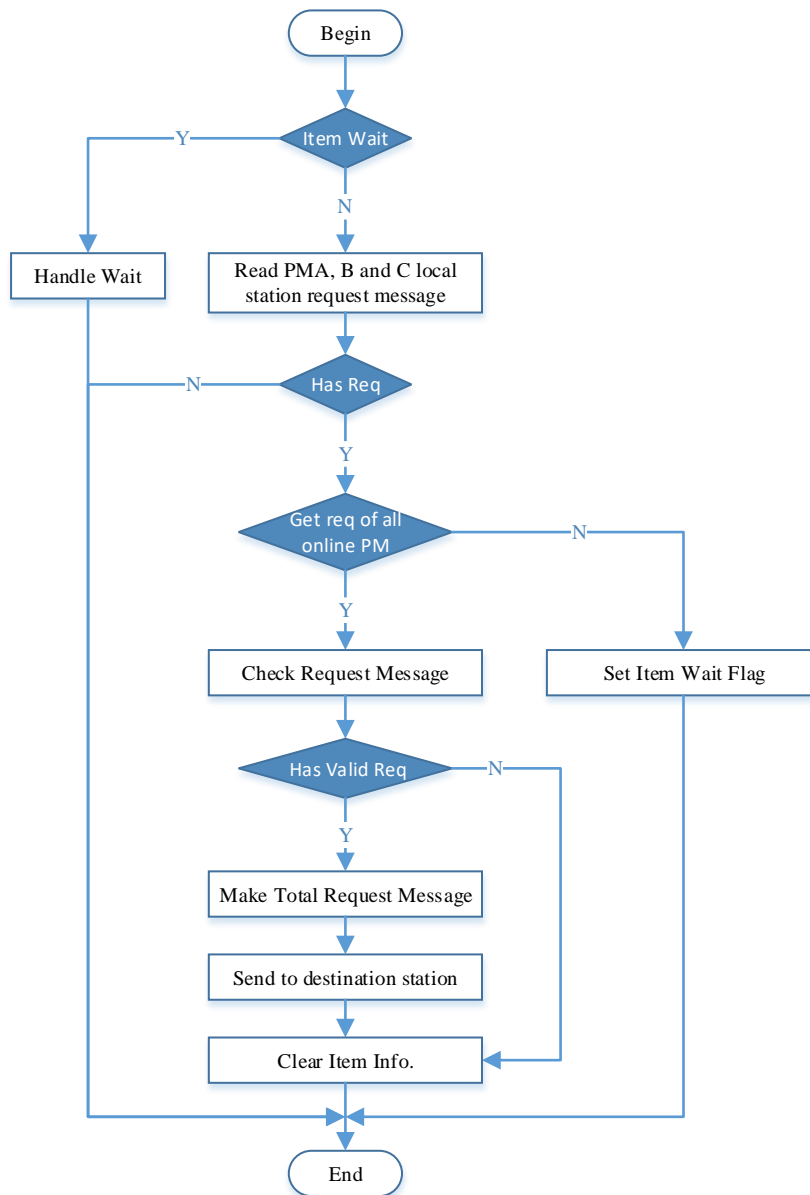 Begin
Item Wait
Y
N
Handle Wait
Read PMA, B and C local
station request message
Has Req
N
Y
Get req of all
online PM
N
Y
Check Request Message
Set Item Wait Flag
Has Valid Req
N
Y
Make Total Request Message
Send to destination station
Clear Item Info.
End